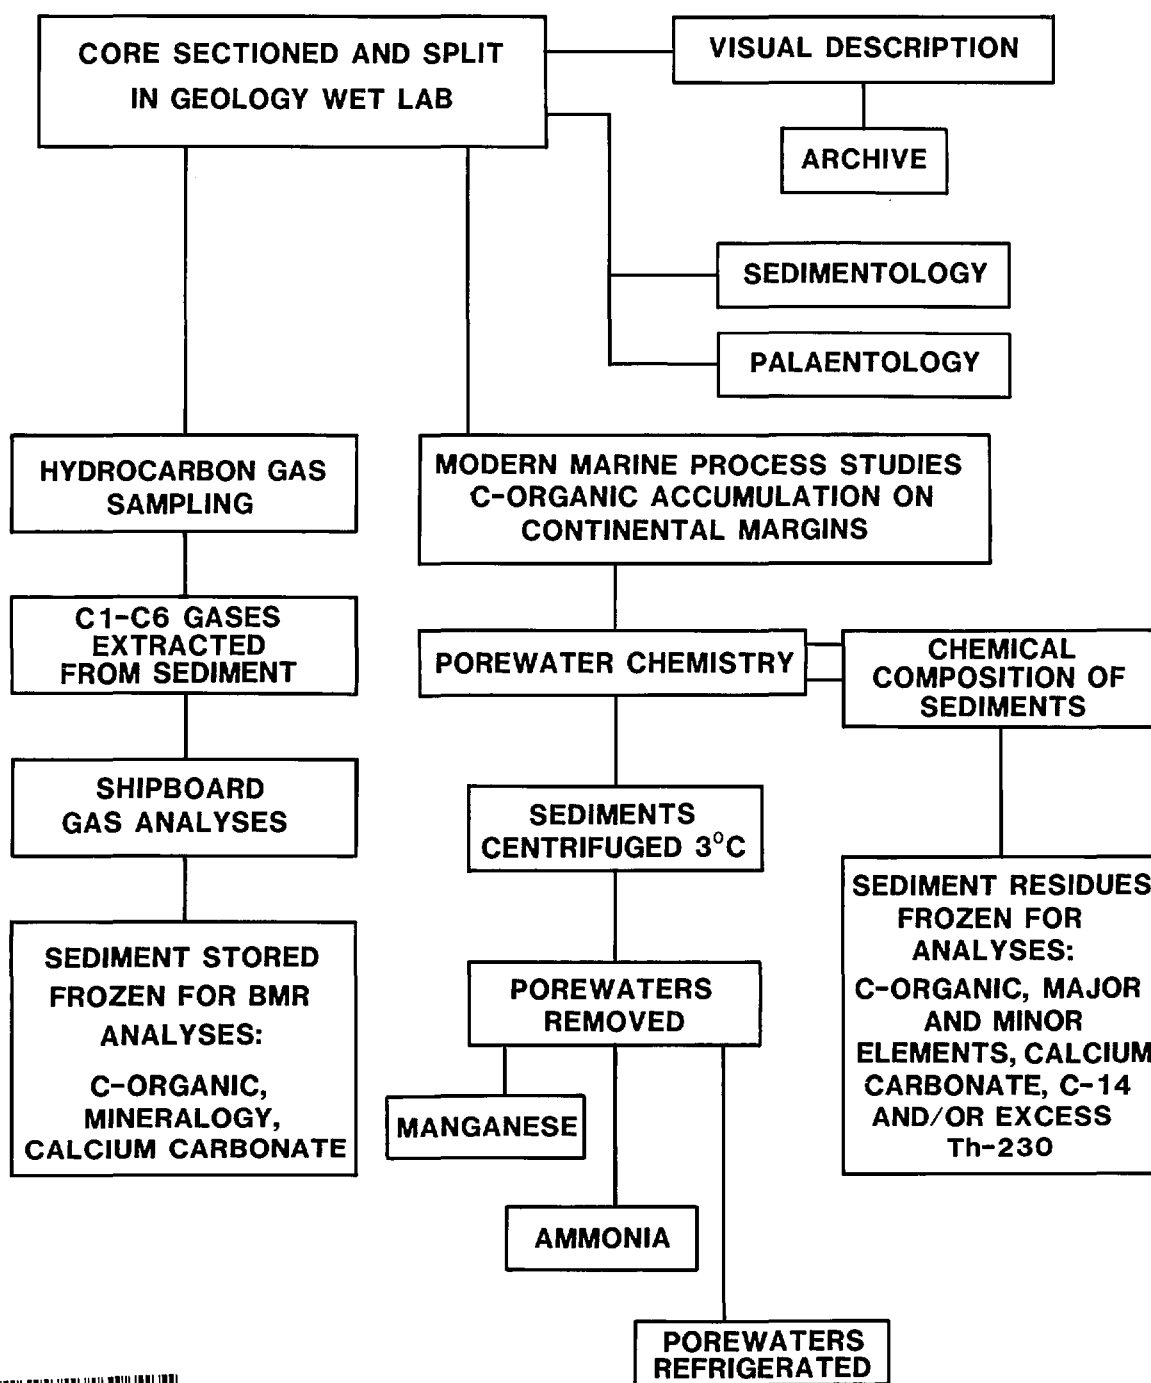 CORE SECTIONED AND SPLIT
IN GEOLOGY WET LAB
VISUAL DESCRIPTION
ARCHIVE
SEDIMENTOLOGY
PALAENTOLOGY
HYDROCARBON GAS
SAMPLING
MODERN MARINE PROCESS STUDIES
C-ORGANIC ACCUMULATION ON
CONTINENTAL MARGINS
C1-C6 GASES
EXTRACTED
FROM SEDIMENT
POREWATER CHEMISTRY
CHEMICAL
COMPOSITION OF
SEDIMENTS
SHIPBOARD
GAS ANALYSES
SEDIMENTS
CENTRIFUGED 3°C
SEDIMENT RESIDUES
FROZEN FOR
ANALYSES:
C-ORGANIC, MAJOR
AND MINOR
ELEMENTS, CALCIUM
CARBONATE, C-14
AND/OR EXCESS
Th-230
SEDIMENT STORED
FROZEN FOR BMR
ANALYSES:
C-ORGANIC,
MINERALOGY,
CALCIUM CARBONATE
POREWATERS
REMOVED
MANGANESE
AMMONIA
POREWATERS
REFRIGERATED